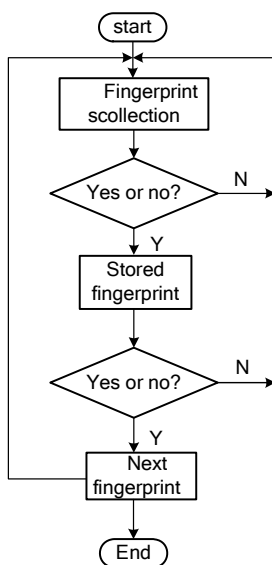 start
Fingerprint
scollection
Yes or no?
N
Y
Stored
fingerprint
Yes or no?
N
Y
Next
fingerprint
End